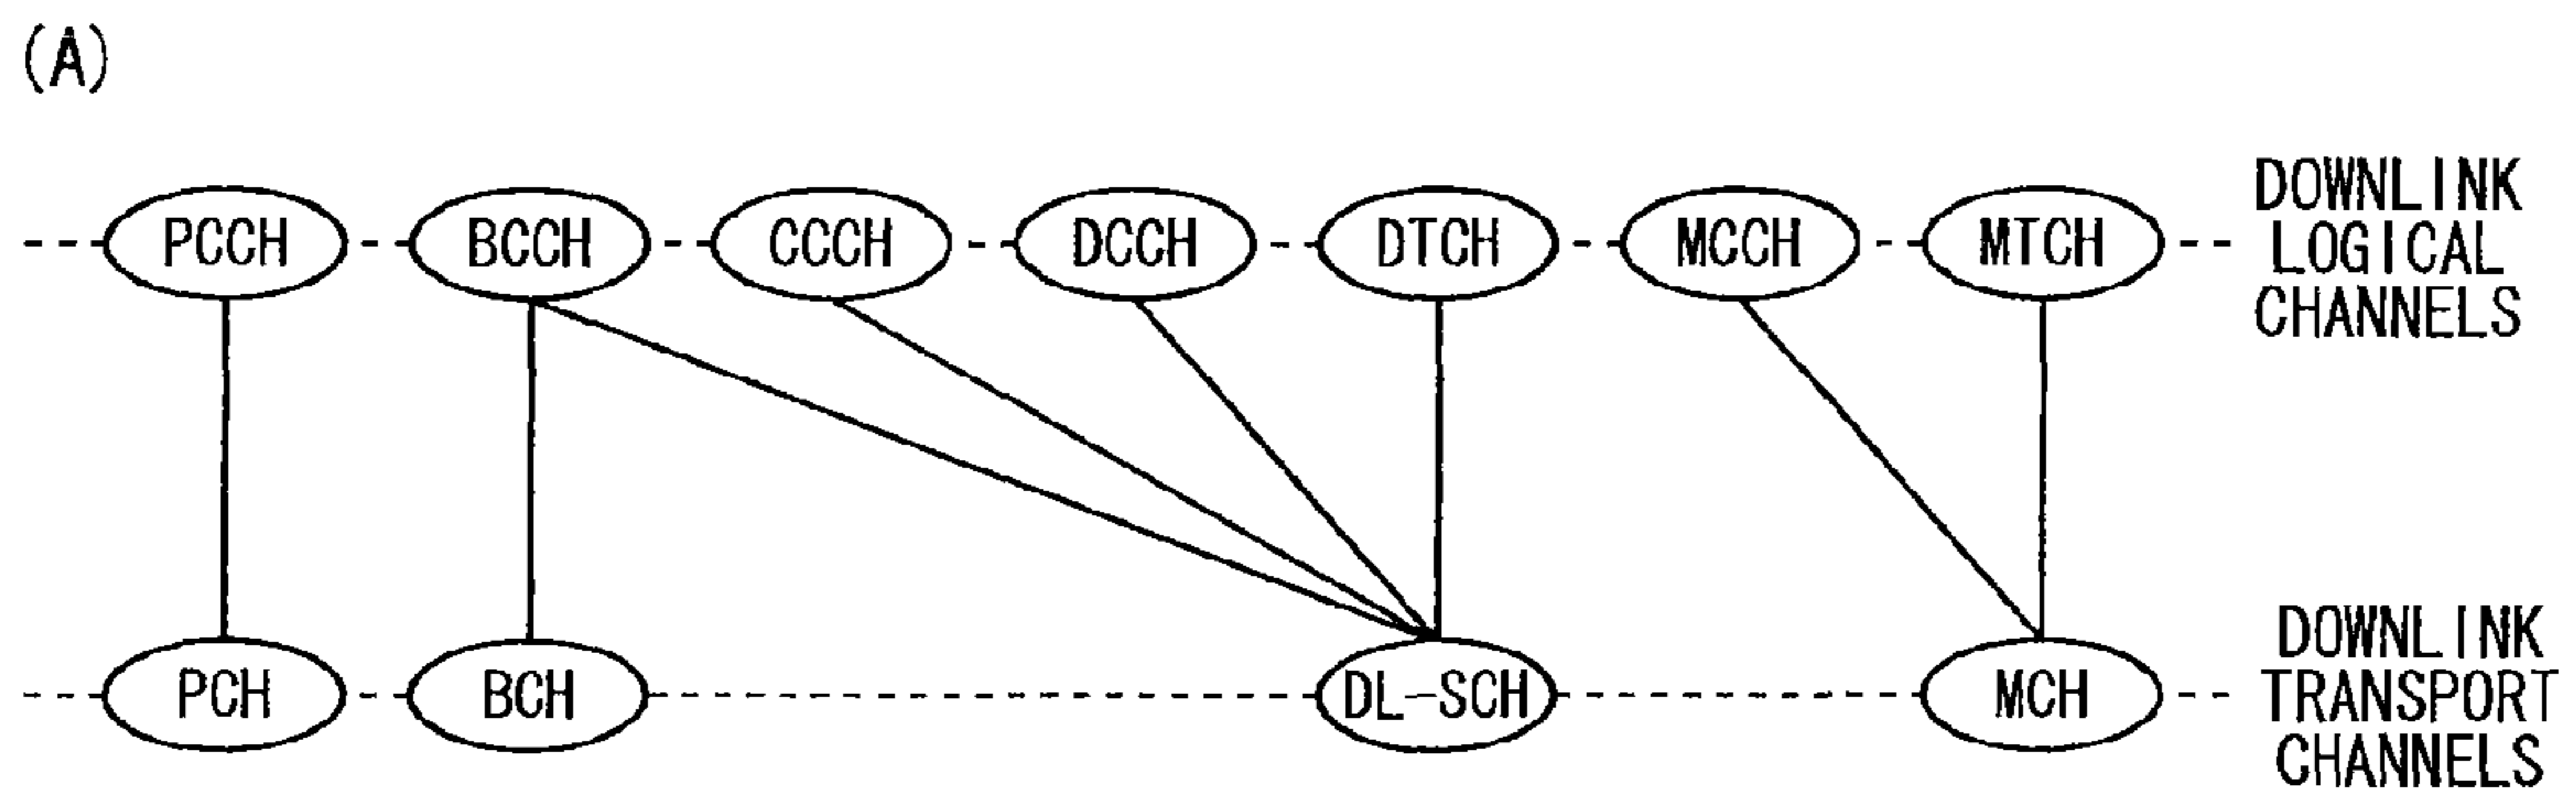 (A)
PCCH BCCH CCCH DCCH DTCH MCCH MTCH
DOWNLINK
LOGICAL
CHANNELS
PCH BCH DL-SCH MCH
DOWNLINK
TRANSPORT
CHANNELS